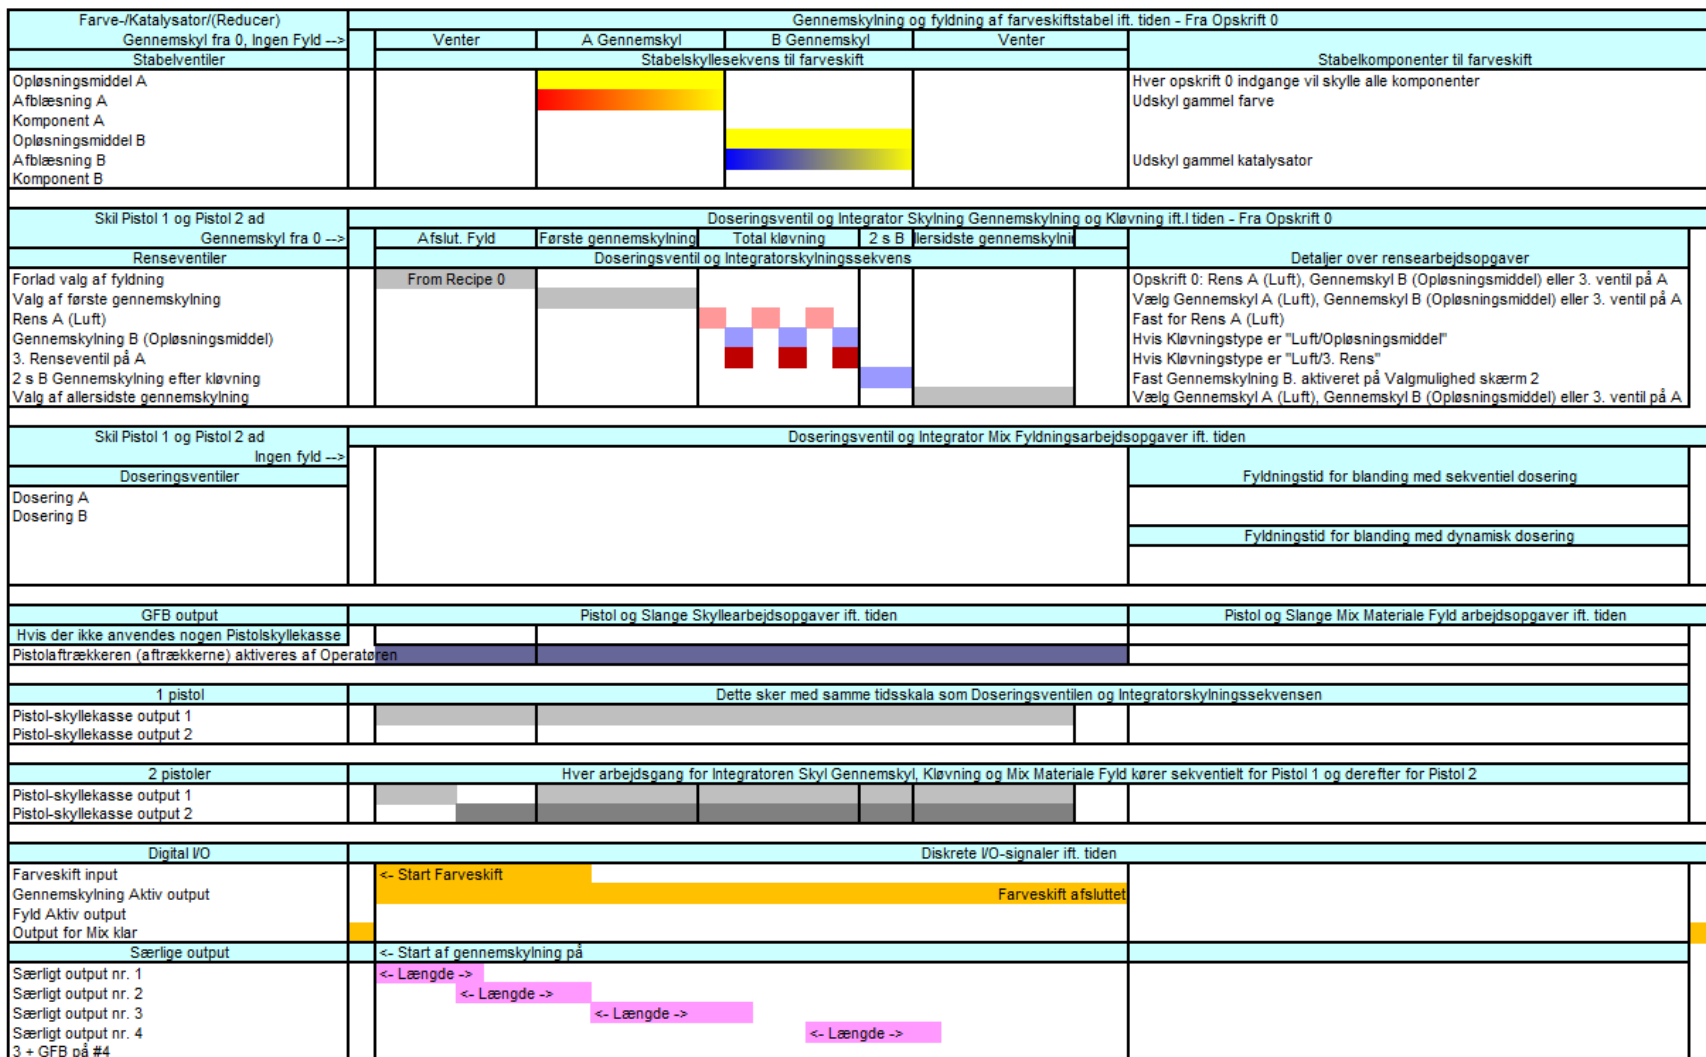 Farve-/Katalysator/(Reducer)
Gennemskylning og fyldning af farveskiftstabel ift. tiden - Fra Opskrift 0
Gennemskyl fra 0, Ingen Fyld -->
Venter
A Gennemskyl
B Gennemskyl
Venter
Stabelventiler
Stabelskyllesekvens til farveskift
Stabelkomponenter til farveskift
Opløsningsmiddel A
Hver opskrift 0 indgange vil skylle alle komponenter
Afblæsning A
Udskyl gammel farve
Komponent A
Opløsningsmiddel B
Afblæsning B
Udskyl gammel katalysator
Komponent B
Skil Pistol 1 og Pistol 2 ad
Doseringsventil og Integrator Skylning Gennemskylning og Kløvning ift.l tiden - Fra Opskrift 0
Gennemskyl fra 0 -->
Afslut. Fyld
Første gennemskylning
Total kløvning
2 s B
llersidste gennemskylni
Renseventiler
Doseringsventil og Integratorskylningssekvens
Detaljer over rensearbejdsopgaver
Forlad valg af fyldning
From Recipe 0
Opskrift 0: Rens A (Luft), Gennemskyl B (Opløsningsmiddel) eller 3. ventil på A
Valg af første gennemskylning
Vælg Gennemskyl A (Luft), Gennemskyl B (Opløsningsmiddel) eller 3. ventil på A
Rens A (Luft)
Fast for Rens A (Luft)
Gennemskylning B (Opløsningsmiddel)
Hvis Kløvningstype er "Luft/Opløsningsmiddel"
3. Renseventil på A
Hvis Kløvningstype er "Luft/3. Rens"
2 s B Gennemskylning efter kløvning
Fast Gennemskylning B. aktiveret på Valgmulighed skærm 2
Valg af allersidste gennemskylning
Vælg Gennemskyl A (Luft), Gennemskyl B (Opløsningsmiddel) eller 3. ventil på A
Skil Pistol 1 og Pistol 2 ad
Doseringsventil og Integrator Mix Fyldningsarbejdsopgaver ift. tiden
Ingen fyld -->
Doseringsventiler
Fyldningstid for blanding med sekventiel dosering
Dosering A
Dosering B
Fyldningstid for blanding med dynamisk dosering
GFB output
Pistol og Slange Skyllearbejdsopgaver ift. tiden
Pistol og Slange Mix Materiale Fyld arbejdsopgaver ift. tiden
Hvis der ikke anvendes nogen Pistolskyllekasse
Pistolaftrækkeren (aftrækkerne) aktiveres af Operatøren
1 pistol
Dette sker med samme tidsskala som Doseringsventilen og Integratorskylningssekvensen
Pistol-skyllekasse output 1
Pistol-skyllekasse output 2
2 pistoler
Hver arbejdsgang for Integratoren Skyl Gennemskyl, Kløvning og Mix Materiale Fyld kører sekventielt for Pistol 1 og derefter for Pistol 2
Pistol-skyllekasse output 1
Pistol-skyllekasse output 2
Digital I/O
Diskrete I/O-signaler ift. tiden
Farveskift input
<- Start Farveskift
Gennemskylning Aktiv output
Farveskift afsluttet
Fyld Aktiv output
Output for Mix klar
Særlige output
<- Start af gennemskylning på
Særligt output nr. 1
<- Længde ->
Særligt output nr. 2
<- Længde ->
Særligt output nr. 3
<- Længde ->
Særligt output nr. 4
<- Længde ->
3 + GFB på #4